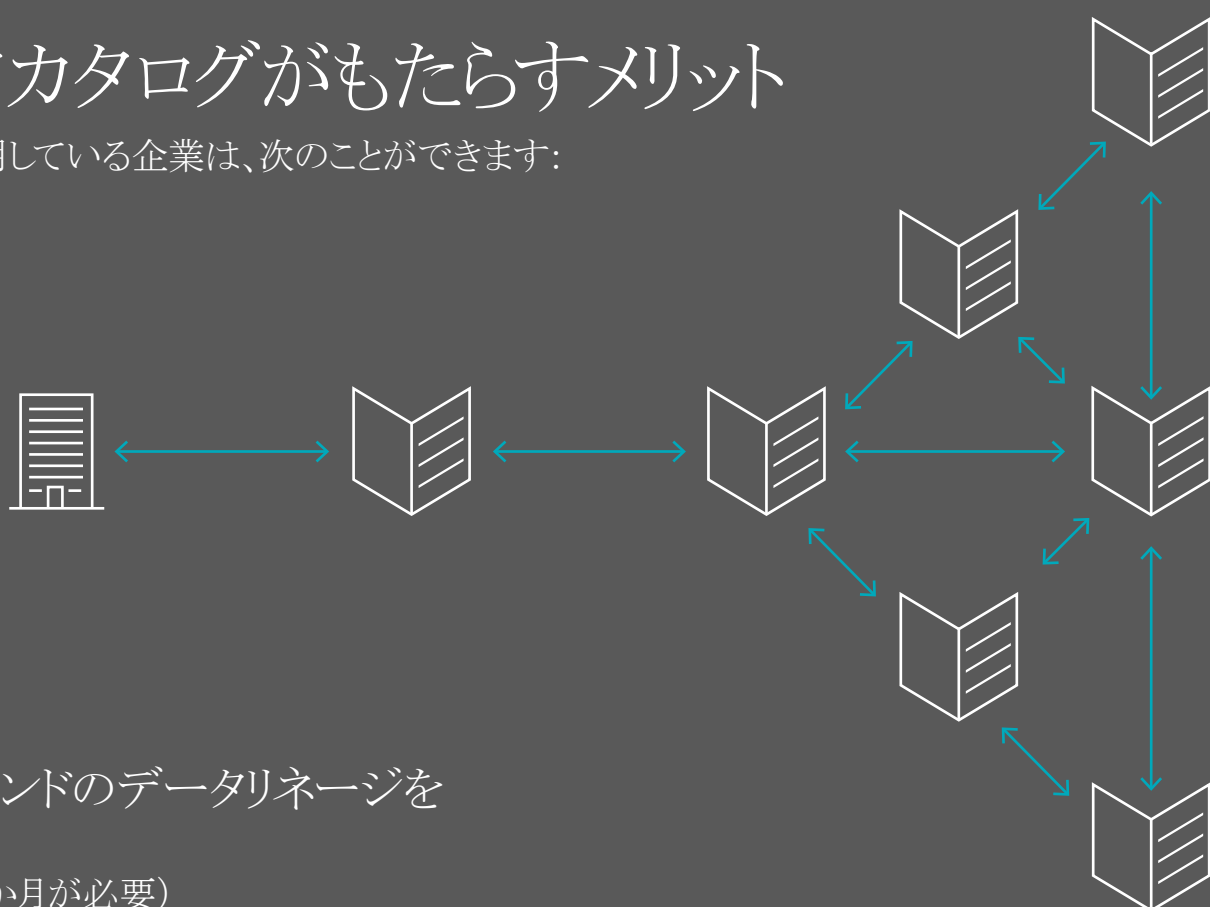 カタログがもたらすメリット
している企業は、次のことができます:
ンドのデータリネージを
か月が必要）